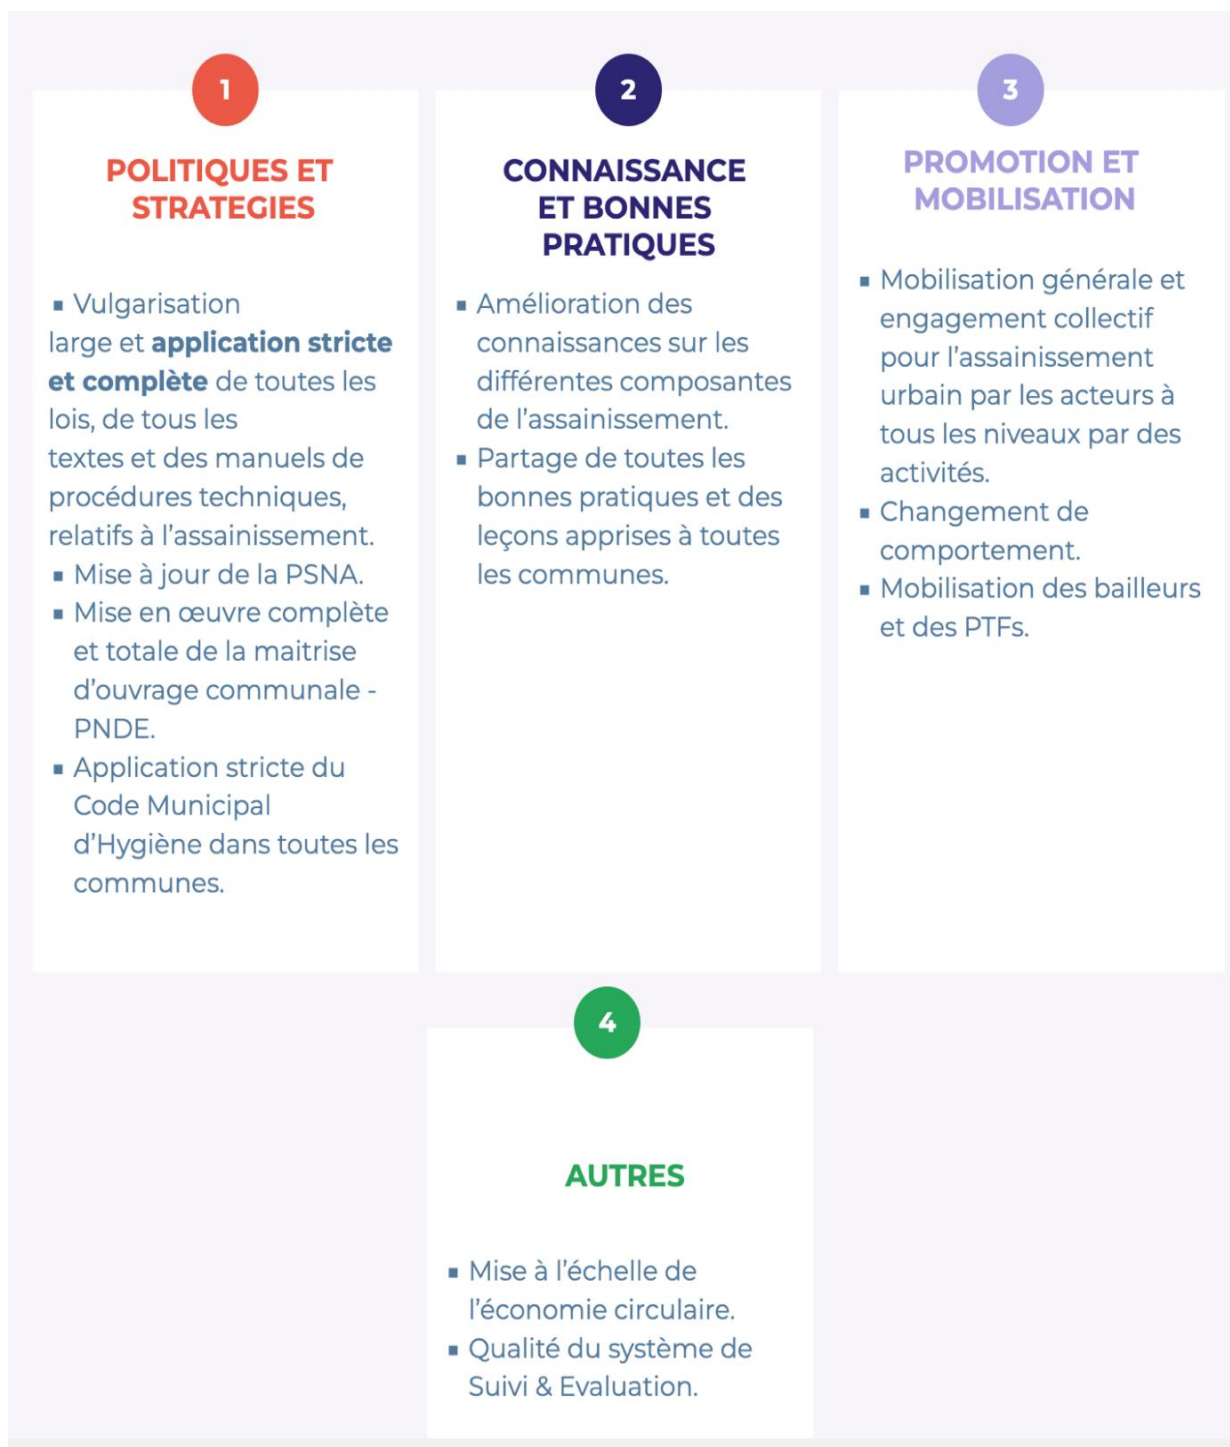 1
POLITIQUES ET
STRATEGIES
▪ Vulgarisation
large et application stricte
et complète de toutes les
lois, de tous les
textes et des manuels de
procédures techniques,
relatifs à l'assainissement.
▪ Mise à jour de la PSNA.
▪ Mise en œuvre complète
et totale de la maitrise
d'ouvrage communale -
PNDE.
▪ Application stricte du
Code Municipal
d'Hygiène dans toutes les
communes.
2
CONNAISSANCE
ET BONNES
PRATIQUES
▪ Amélioration des
connaissances sur les
différentes composantes
de l'assainissement.
▪ Partage de toutes les
bonnes pratiques et des
leçons apprises à toutes
les communes.
3
PROMOTION ET
MOBILISATION
▪ Mobilisation générale et
engagement collectif
pour l'assainissement
urbain par les acteurs à
tous les niveaux par des
activités.
▪ Changement de
comportement.
▪ Mobilisation des bailleurs
et des PTFs.
4
AUTRES
▪ Mise à l'échelle de
l'économie circulaire.
▪ Qualité du système de
Suivi & Evaluation.